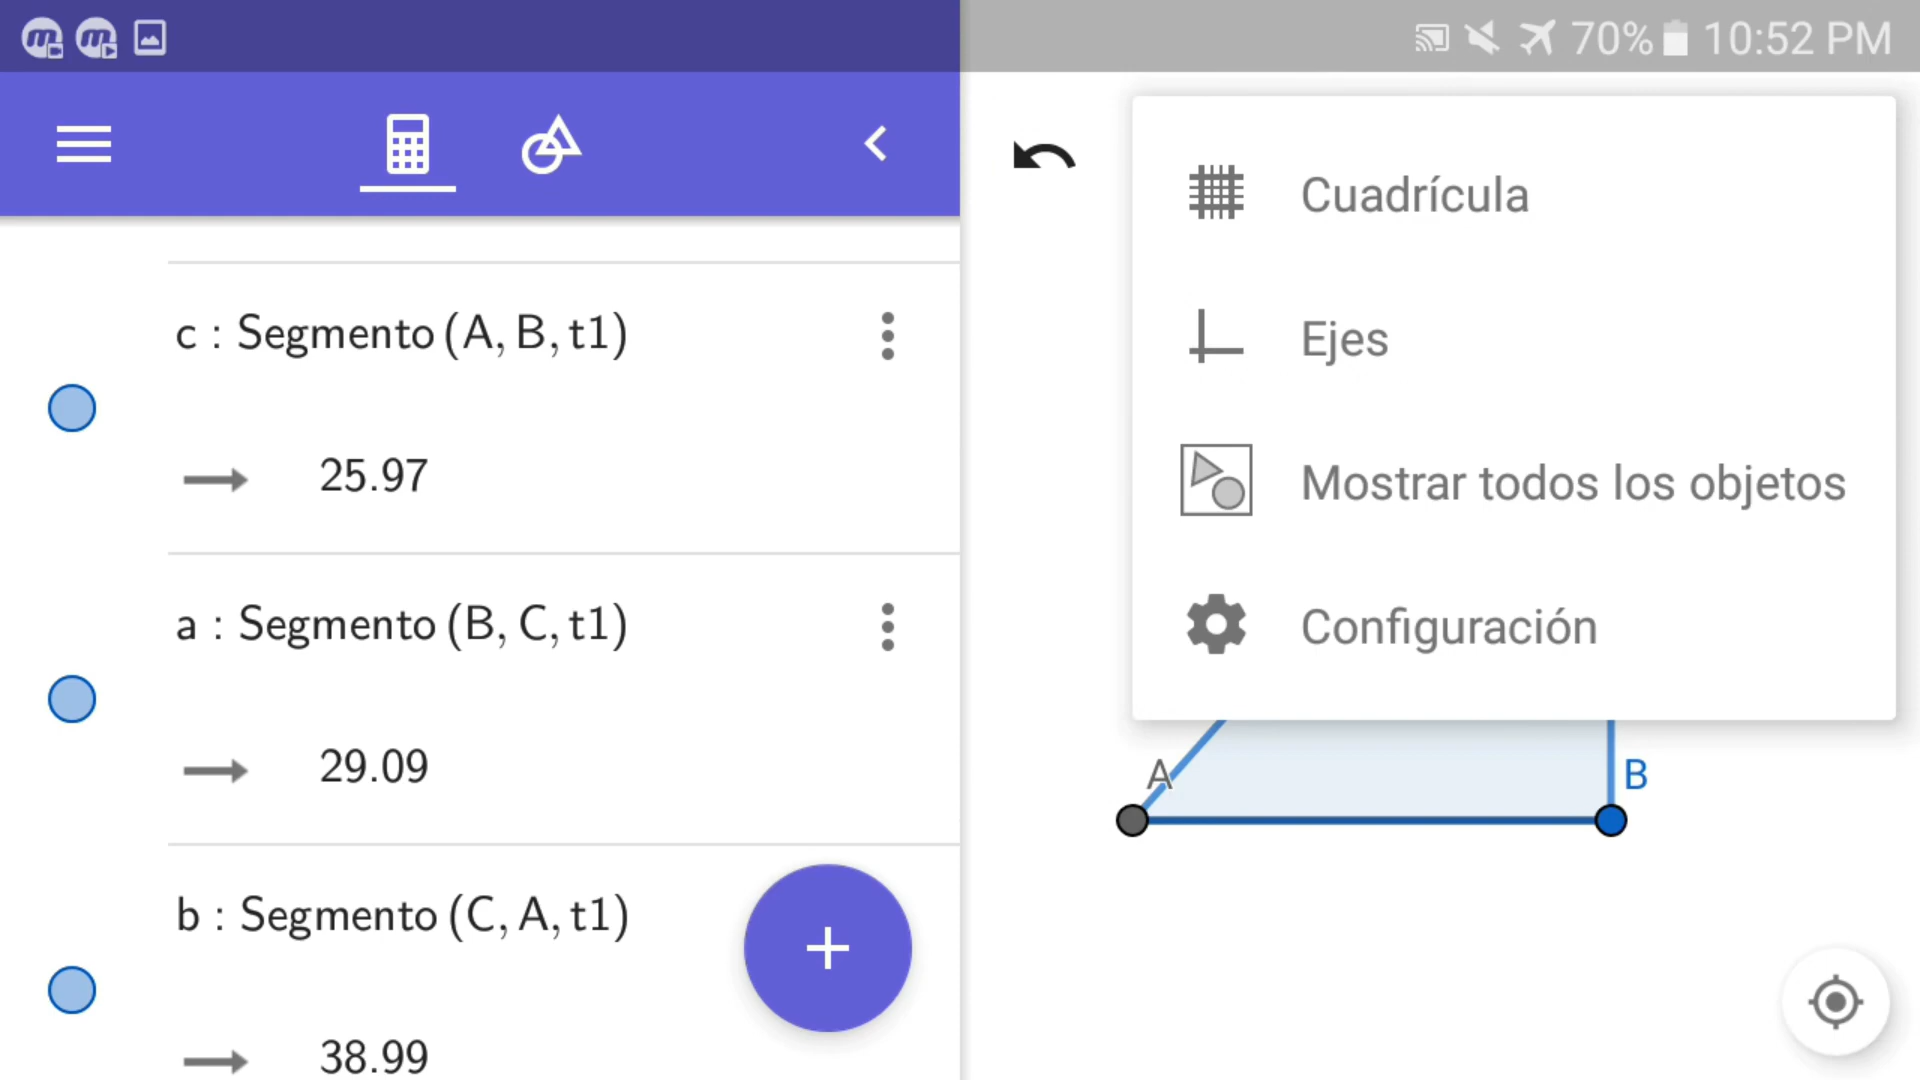 70% 10:52 PM
c : Segmento (A, B, t1)
25.97
a : Segmento (B, C, t1)
29.09
b : Segmento (C, A, t1)
38.99
Cuadrícula
Ejes
Mostrar todos los objetos
Configuración
A
B